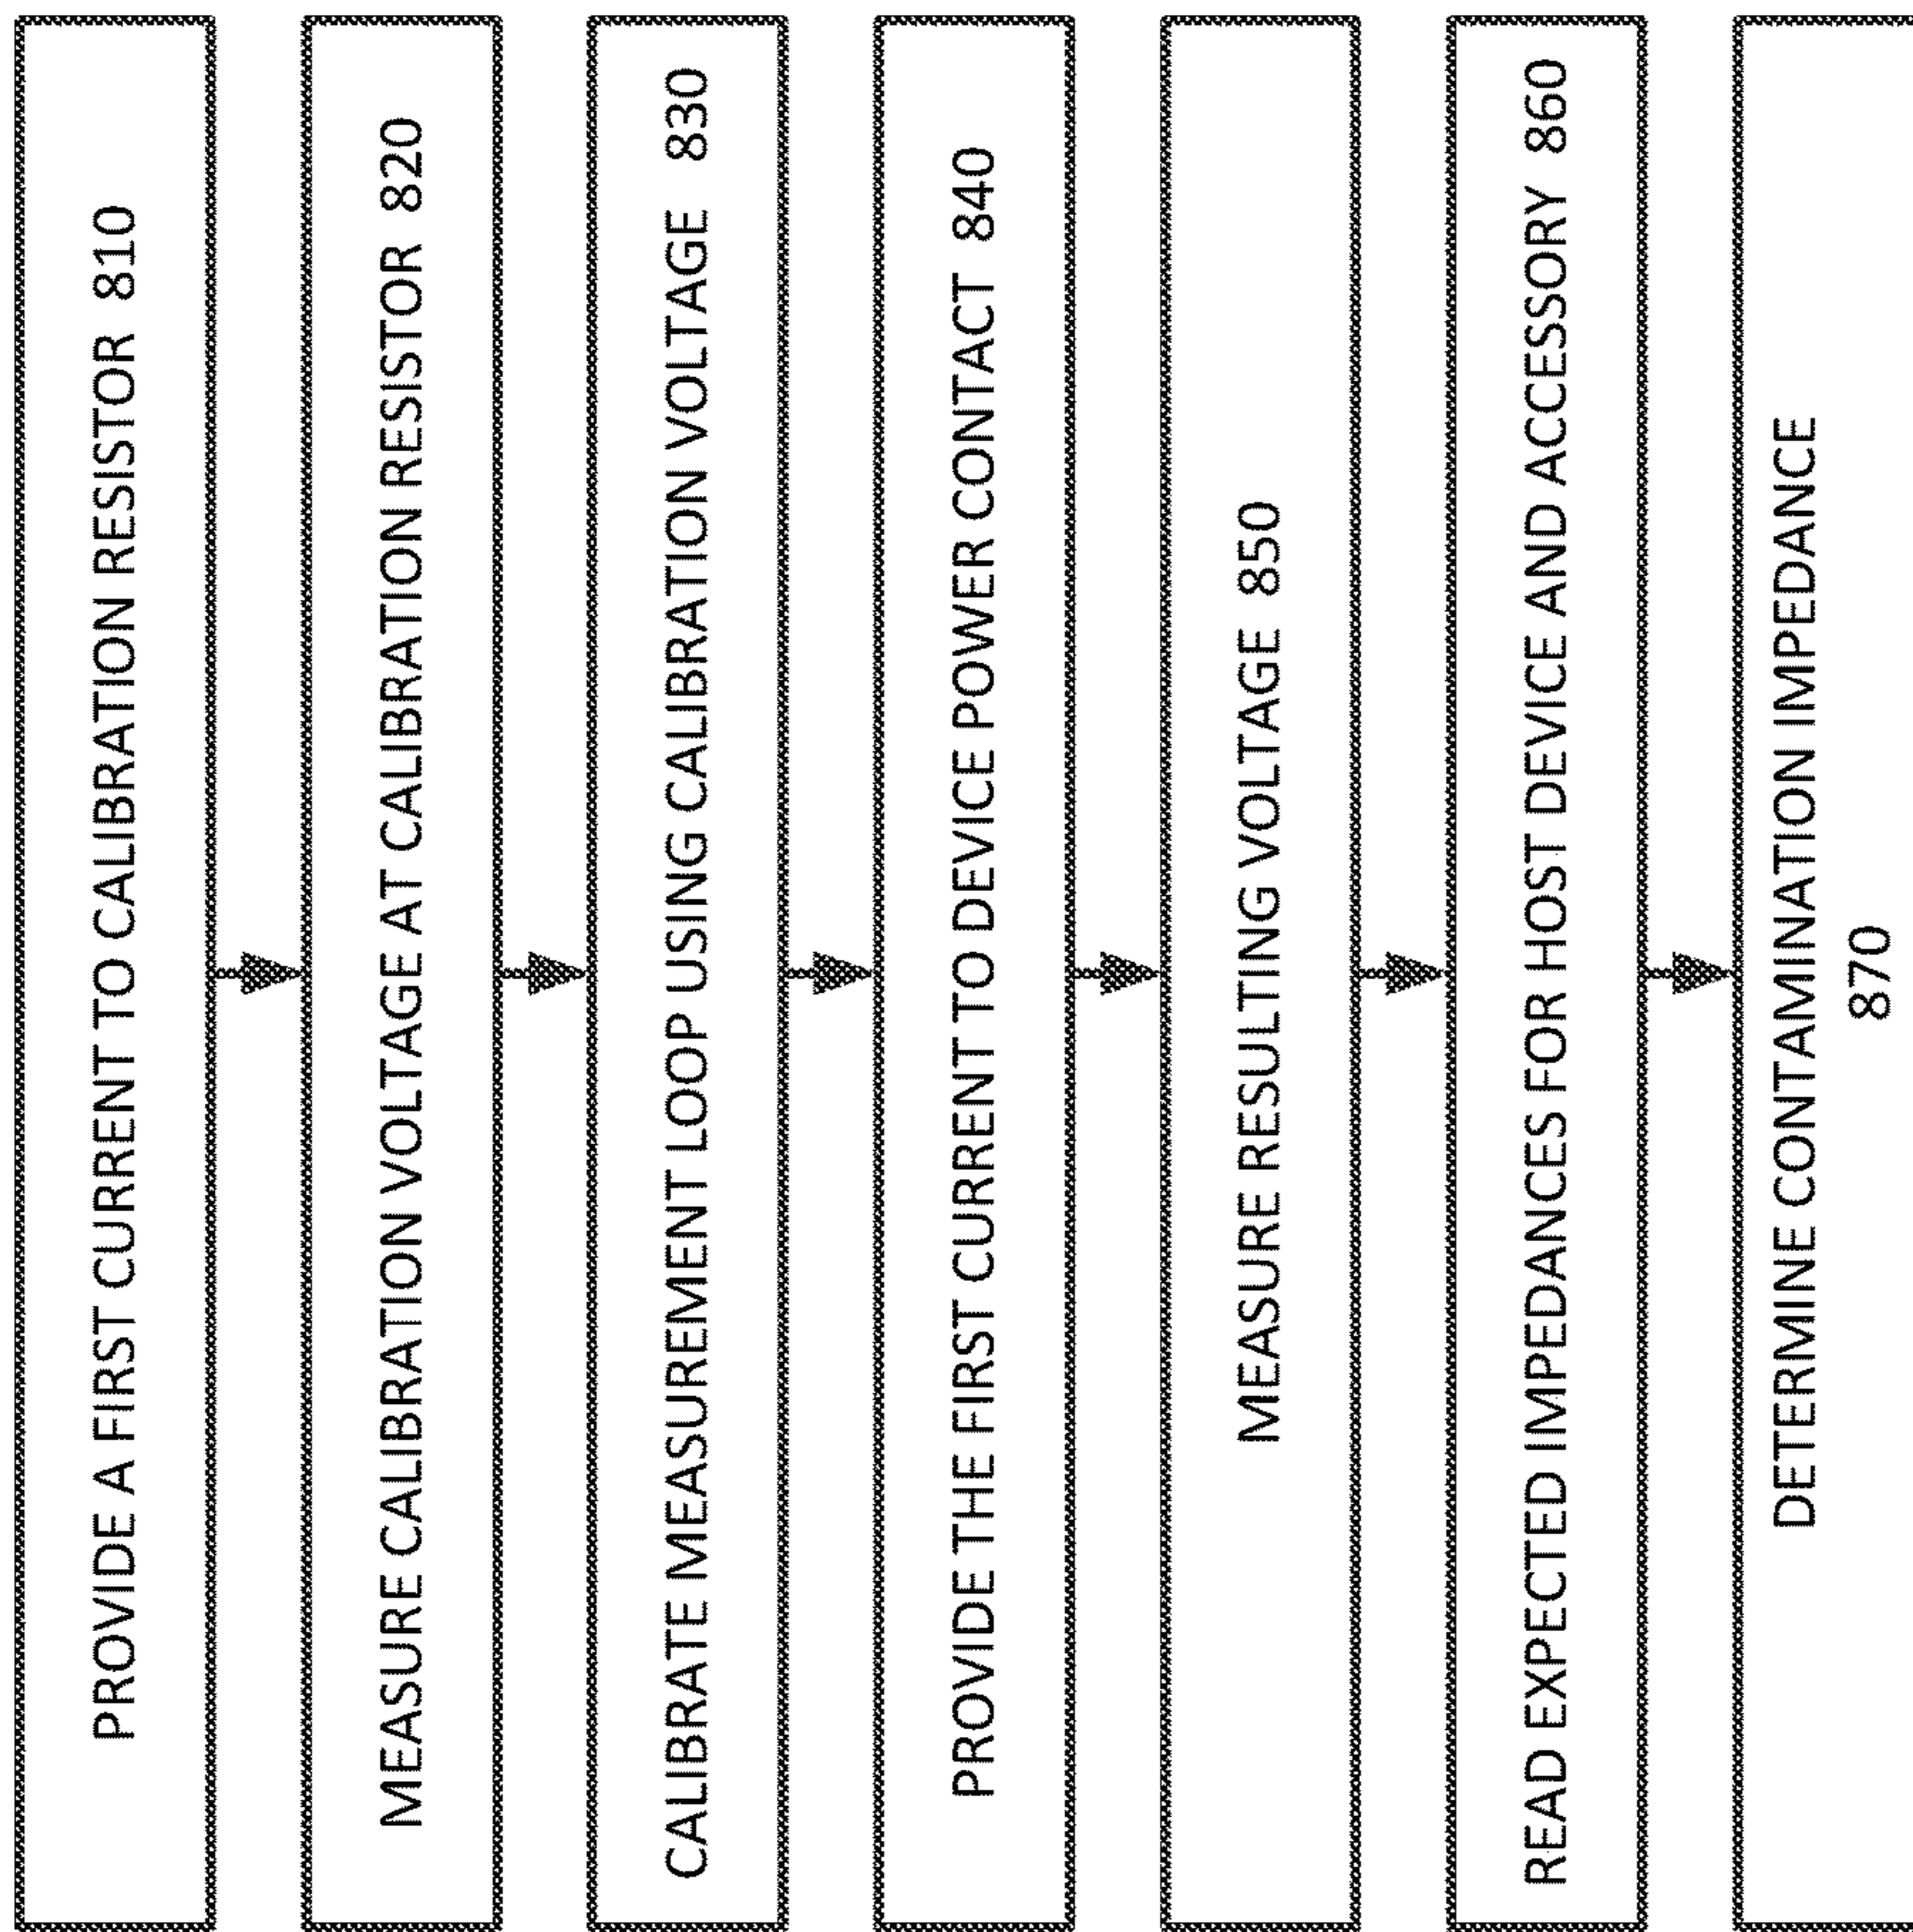 PROVIDE A FIRST CURRENT TO CALIBRATION RESISTOR 810
MEASURE CALIBRATION VOLTAGE AT CALIBRATION RESISTOR 820
CALIBRATE MEASUREMENT LOOP USING CALIBRATION VOLTAGE 830
PROVIDE THE FIRST CURRENT TO DEVICE POWER CONTACT 840
MEASURE RESULTING VOLTAGE 850
READ EXPECTED IMPEDANCES FOR HOST DEVICE AND ACCESSORY 860
DETERMINE CONTAMINATION IMPEDANCE
870